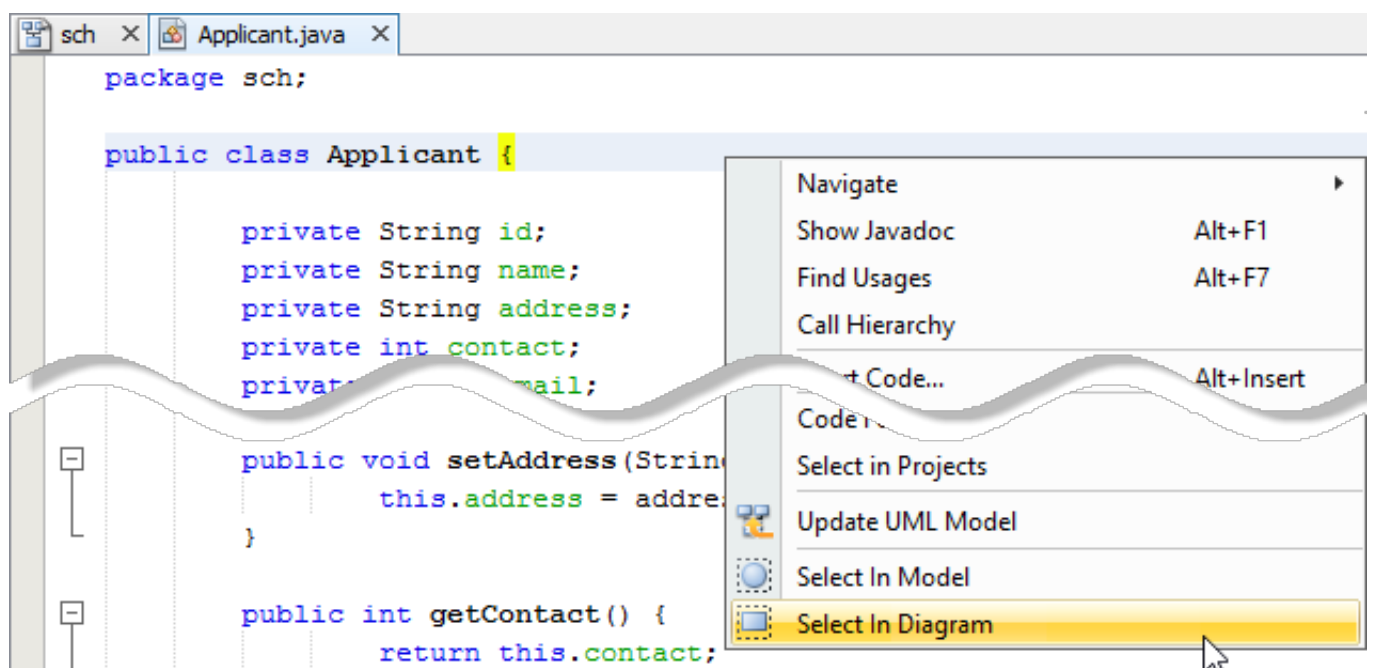 sch Applicant.java
package sch;
public class Applicant {
private String id;
private String name;
private String address;
private int contact;
mail;
public void setAddress(
this.address =
}
public int getContact() {
return this.contact;
Navigate
Show Javadoc Alt+F1
Find Usages Alt+F7
Call Hierarchy
Code... Alt+Insert
Code
Select in Projects
Update UML Model
Select In Model
Select In Diagram